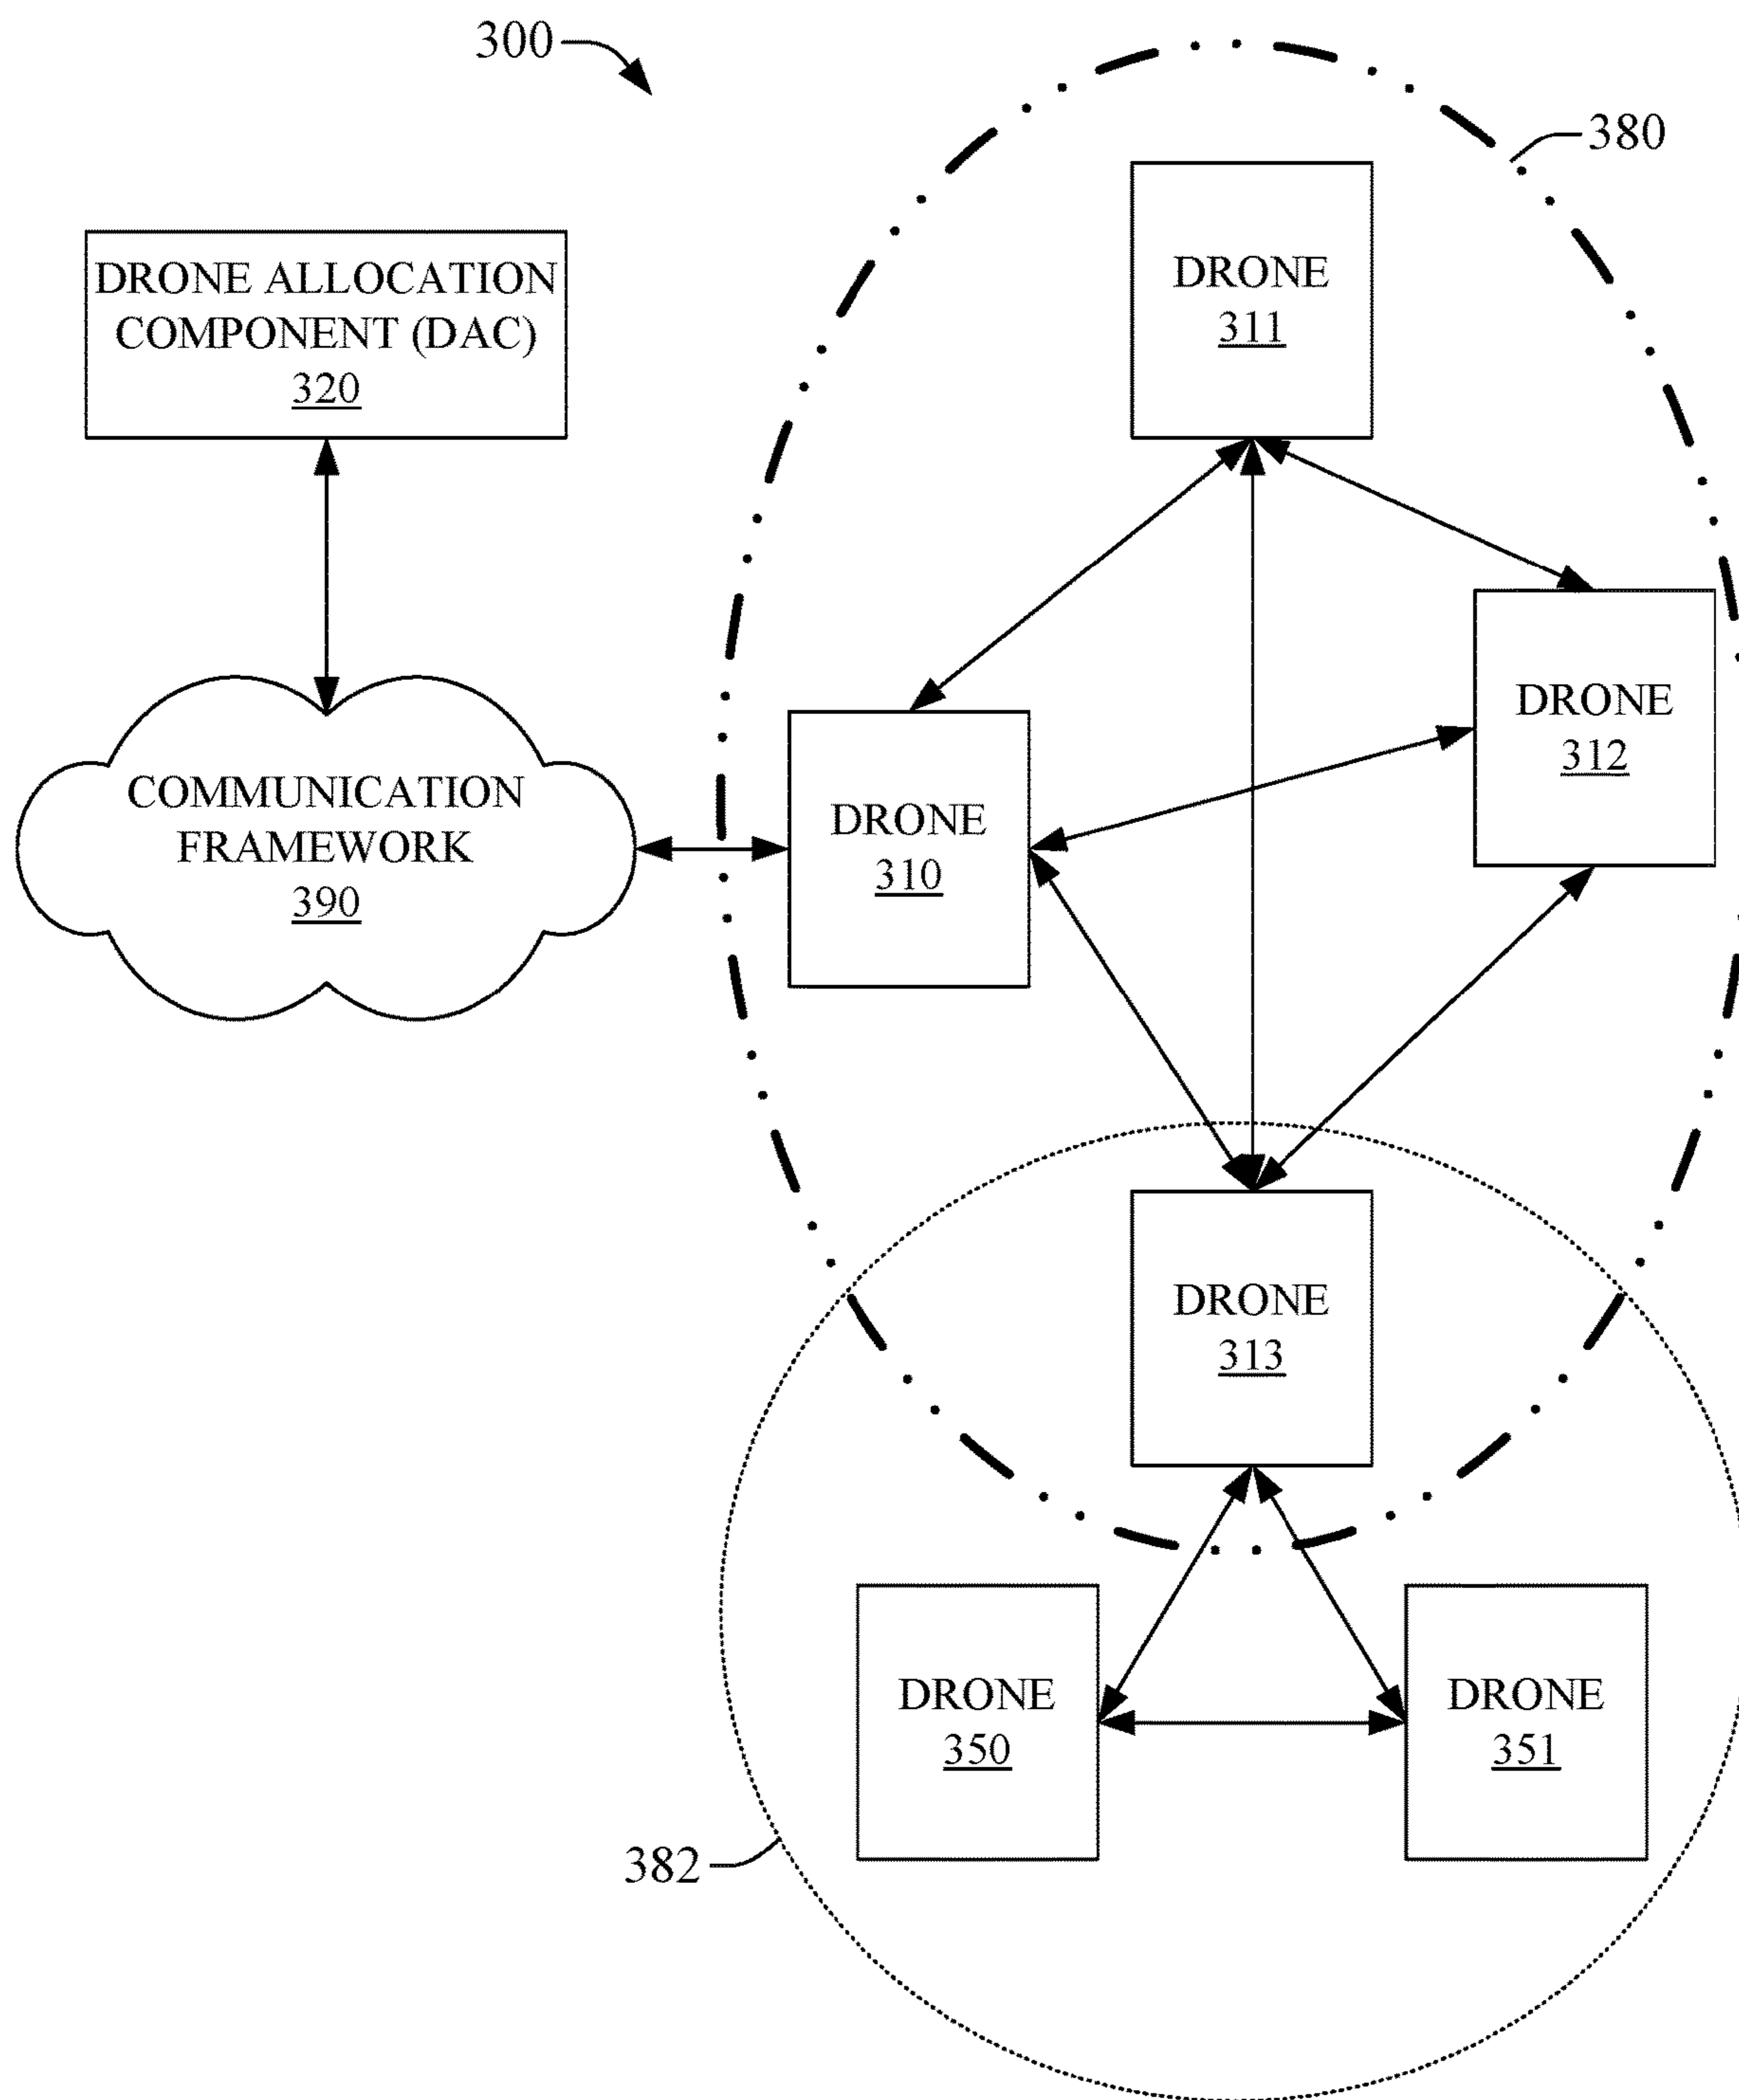 300
380
DRONE
311
DRONE ALLOCATION
COMPONENT (DAC)
320
DRONE
312
COMMUNICATION
FRAMEWORK
390
DRONE
310
DRONE
313
DRONE
350
DRONE
351
382